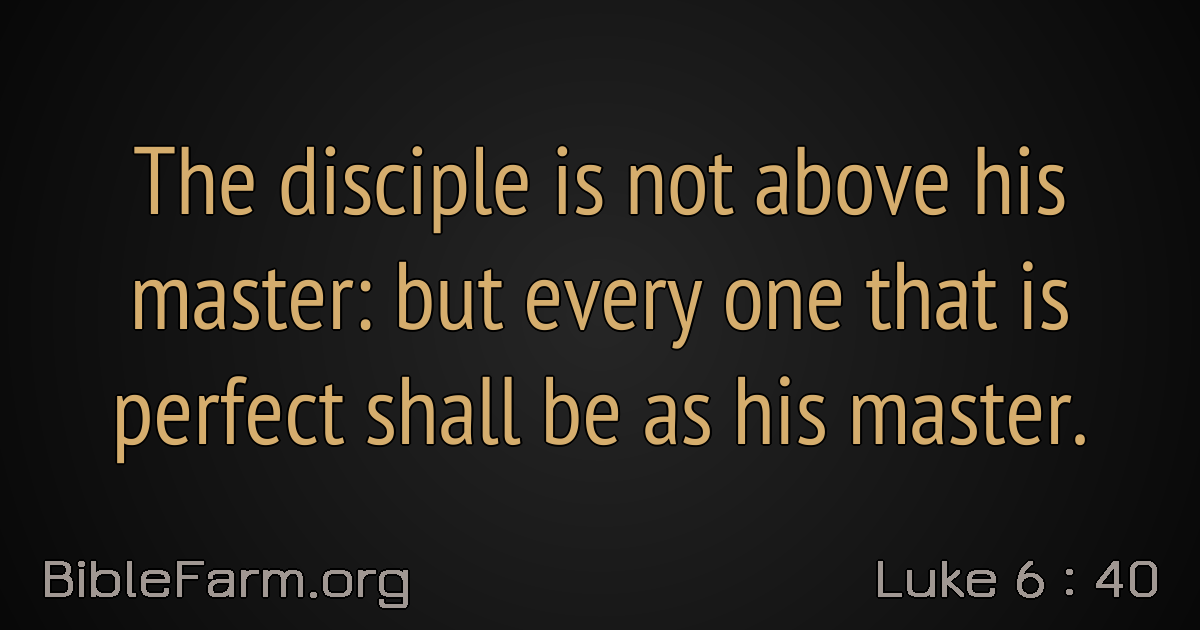 The disciple is not above his
master: but every one that is
perfect shall be as his master.
BibleFarm.org
Luke 6 : 40